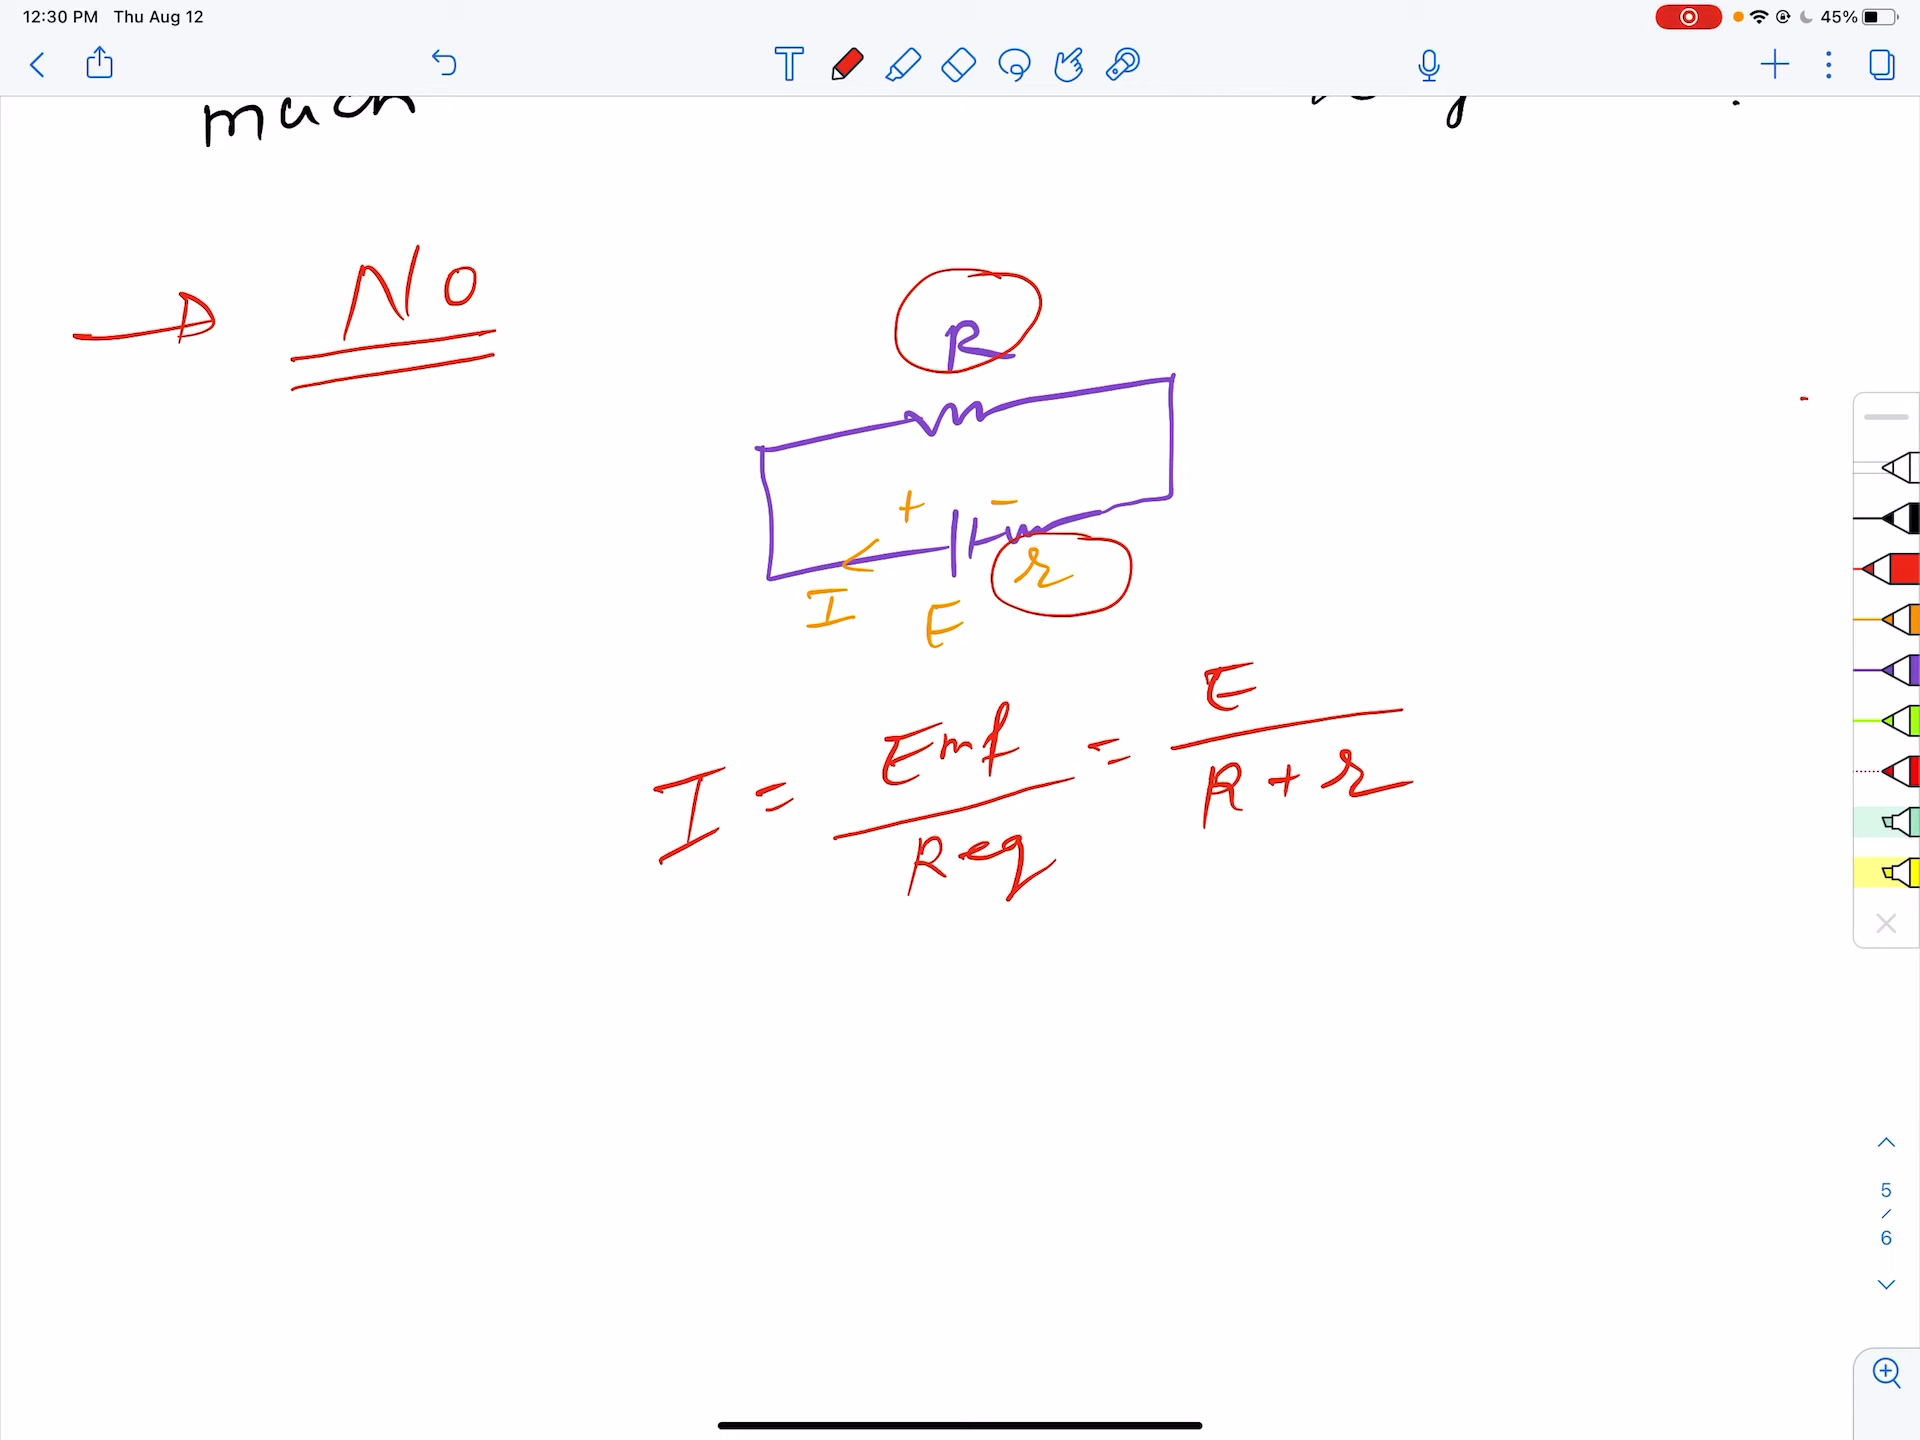 12:30 PM Thu Aug 12
45%
T
much
No
R
+ -
I E r
I = Emf / Req = E / R + r
5
/
6